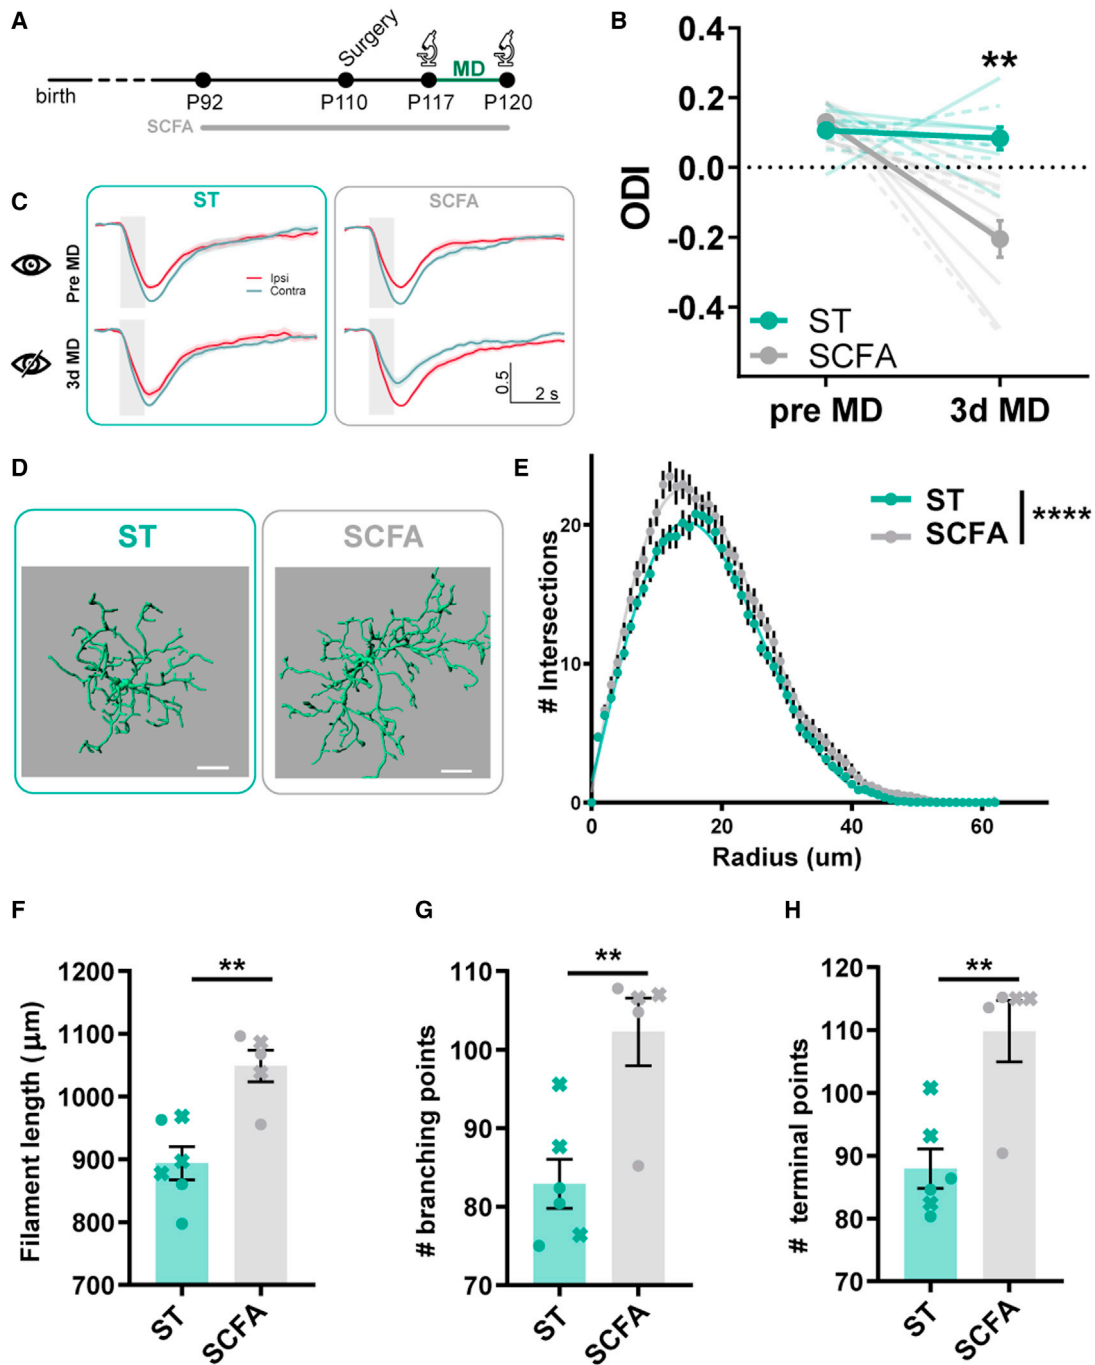 A
Surgery
MD
birth
P92
P110
P117
P120
SCFA
B
0.4
**
0.2
0.0
-0.2
-0.4
ODI
ST
SCFA
pre MD
3d MD
C
ST
SCFA
Pre MD
Ipsi
Contra
3d MD
0.5
2 s
D
ST
SCFA
E
ST
SCFA
****
# Intersections
20
10
0
0
20
40
60
Radius (um)
F
**
Filament length (μm)
1200
1100
1000
900
800
700
ST
SCFA
G
**
# branching points
110
100
90
80
70
ST
SCFA
H
**
# terminal points
120
110
100
90
80
70
ST
SCFA